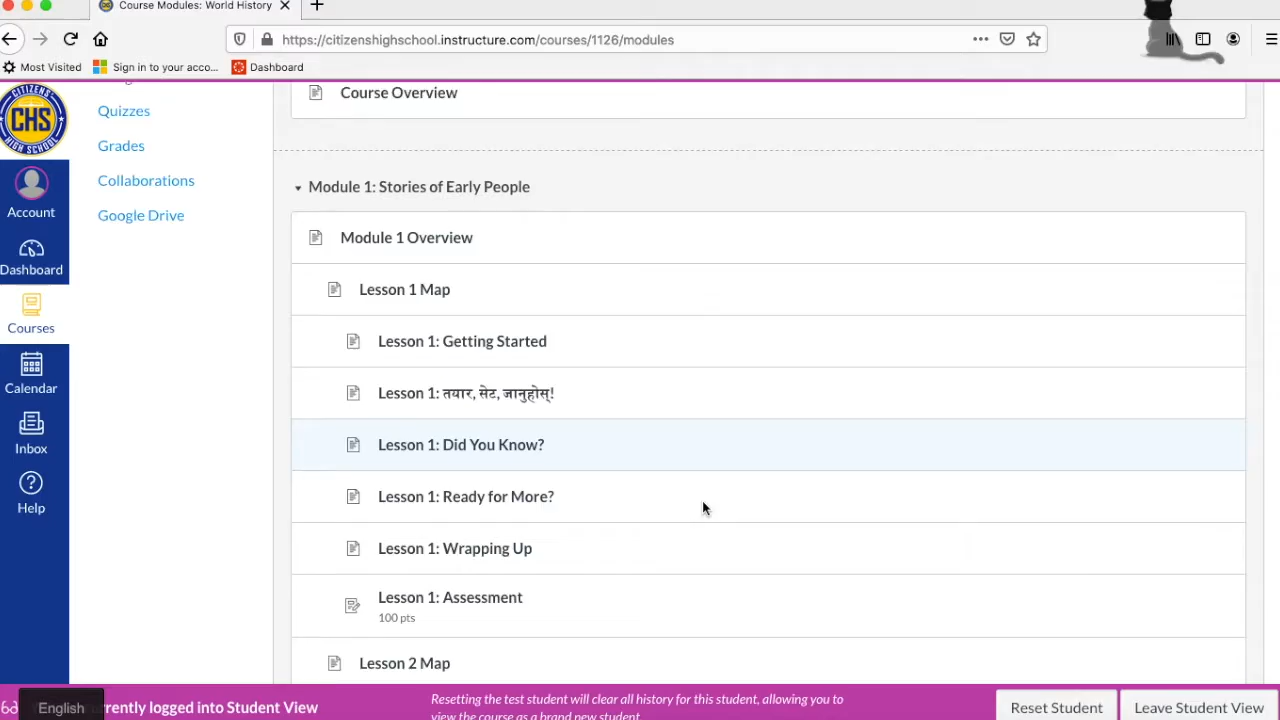 Course Modules: World History
https://citizenshighschool.instructure.com/courses/1126/modules
Most Visited
Sign in to your acco...
Dashboard
CITIZENS'
CHS
HIGH SCHOOL
Account
Dashboard
Courses
Calendar
Inbox
Help
Quizzes
Grades
Collaborations
Google Drive
Course Overview
Module 1: Stories of Early People
Module 1 Overview
Lesson 1 Map
Lesson 1: Getting Started
Lesson 1: तयार, सेट, जानुहोस्!
Lesson 1: Did You Know?
Lesson 1: Ready for More?
Lesson 1: Wrapping Up
Lesson 1: Assessment
100 pts
Lesson 2 Map
English
urrently logged into Student View
Resetting the test student will clear all history for this student, allowing you to
view the course as a brand new student.
Reset Student
Leave Student View